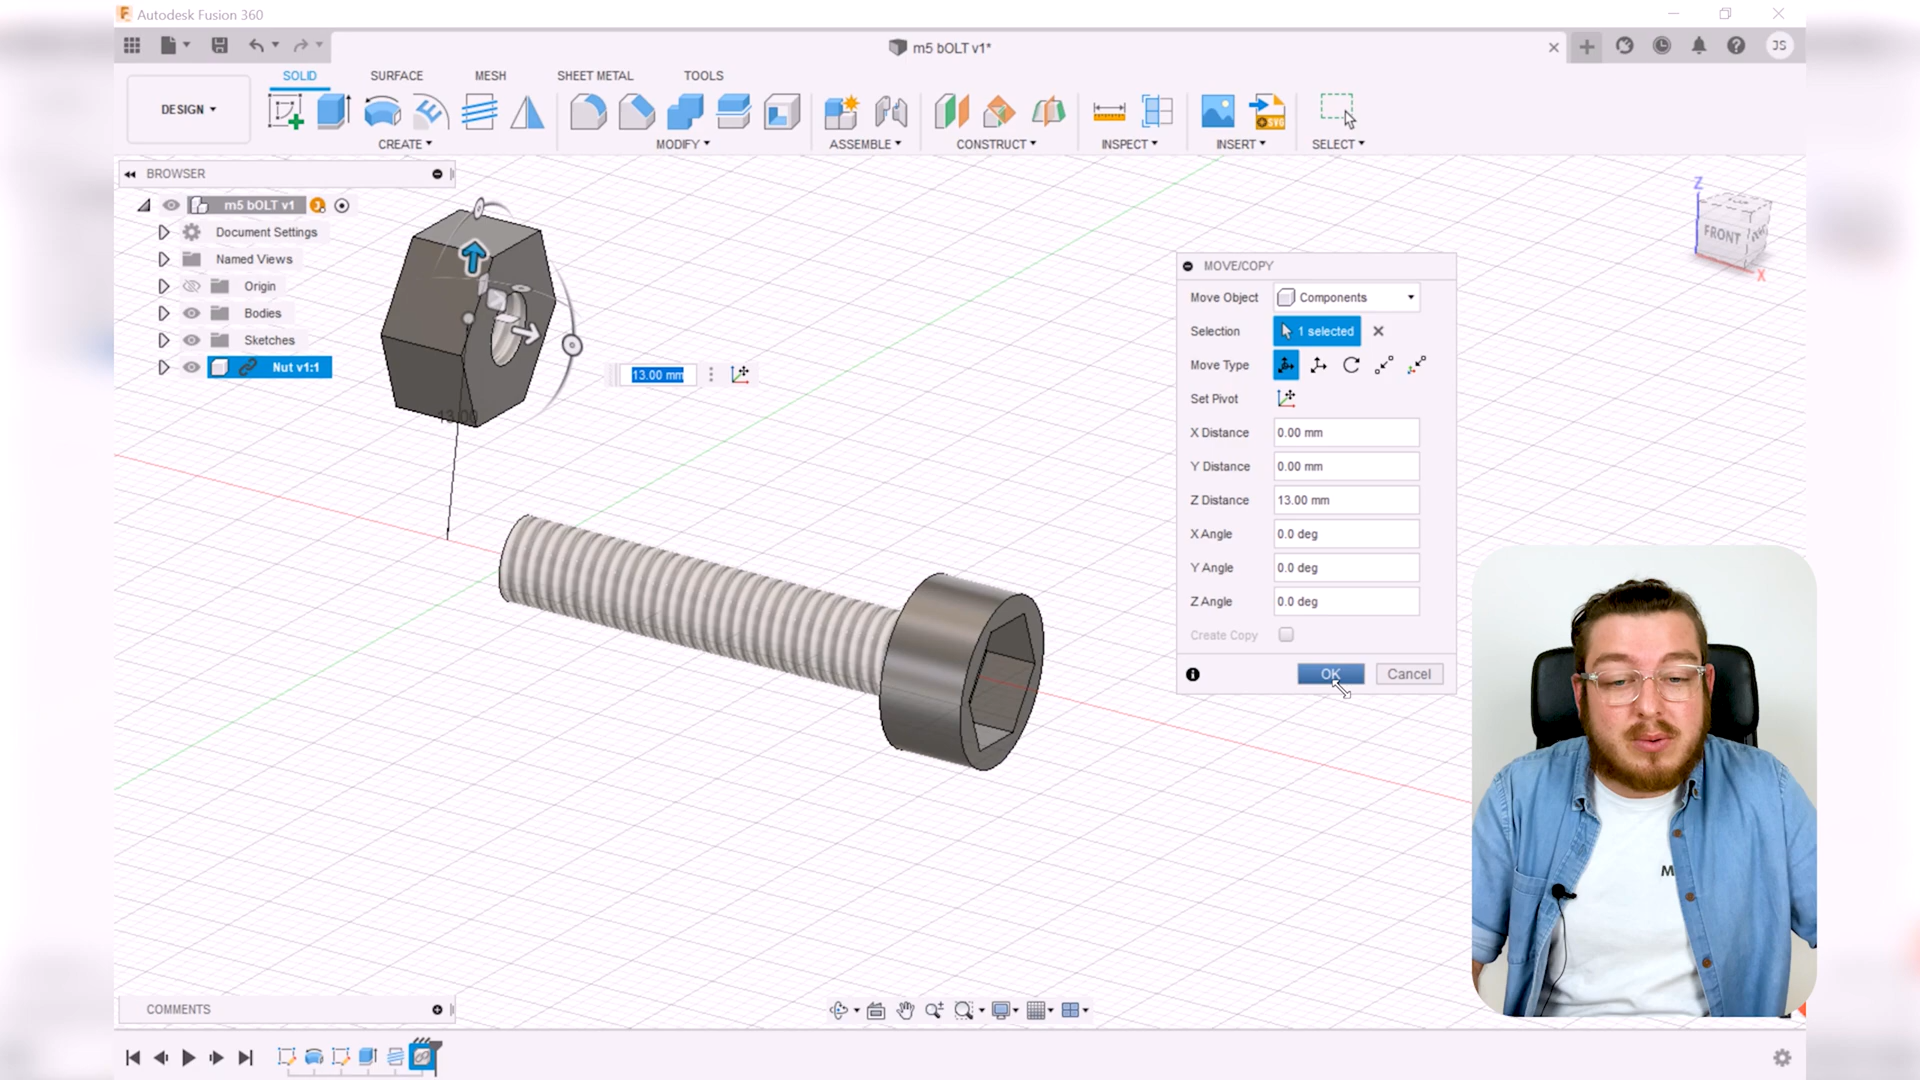 Autodesk Fusion 360
m5 bOLT v1*
JS
SOLID
SURFACE
MESH
SHEET METAL
TOOLS
DESIGN
CREATE
MODIFY
ASSEMBLE
CONSTRUCT
INSPECT
INSERT
SELECT
SVG
BROWSER
m5 bOLT v1
Document Settings
Named Views
Origin
Bodies
Sketches
Nut v1:1
13.00
13.00 mm
Z
FRONT
X
MOVE/COPY
Move Object Components
Selection 1 selected
Move Type
Set Pivot
X Distance 0.00 mm
Y Distance 0.00 mm
Z Distance 13.00 mm
X Angle 0.0 deg
Y Angle 0.0 deg
Z Angle 0.0 deg
Create Copy
OK Cancel
M
COMMENTS